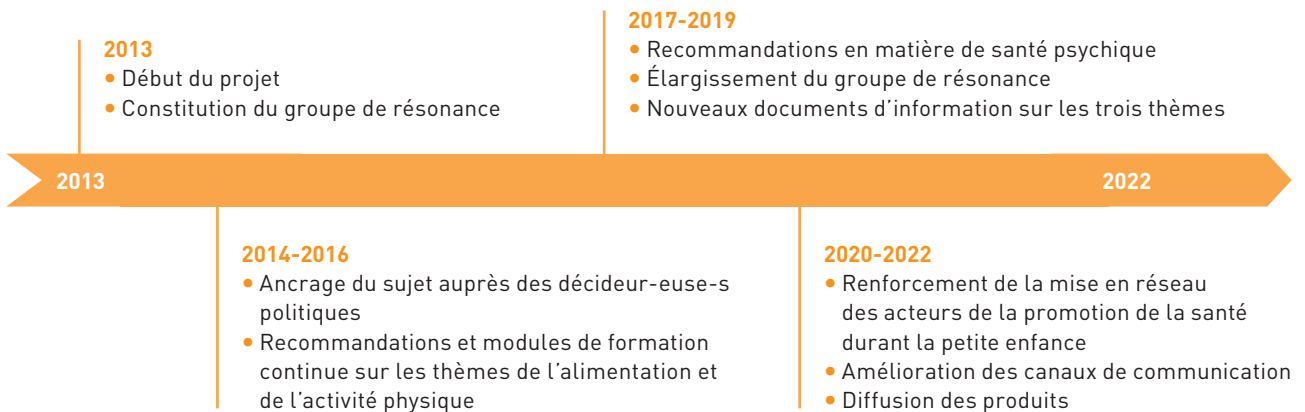 2013
• Début du projet
• Constitution du groupe de résonance
2017-2019
• Recommandations en matière de santé psychique
• Élargissement du groupe de résonance
• Nouveaux documents d’information sur les trois thèmes
2013
2022
2014-2016
• Ancrage du sujet auprès des décideur-euse-s
politiques
• Recommandations et modules de formation
continue sur les thèmes de l’alimentation et
de l’activité physique
2020-2022
• Renforcement de la mise en réseau
des acteurs de la promotion de la santé
durant la petite enfance
• Amélioration des canaux de communication
• Diffusion des produits